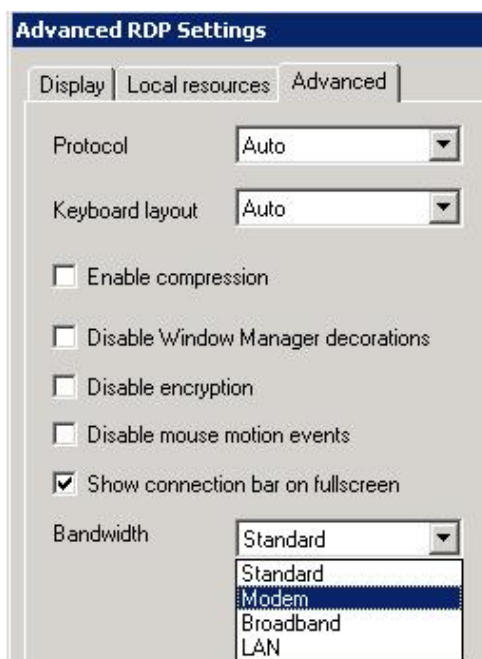 Advanced RDP Settings
Display Local resources Advanced
Protocol Auto
Keyboard layout Auto
Enable compression
Disable Window Manager decorations
Disable encryption
Disable mouse motion events
Show connection bar on fullscreen
Bandwidth Standard
Standard
Modem
Broadband
LAN